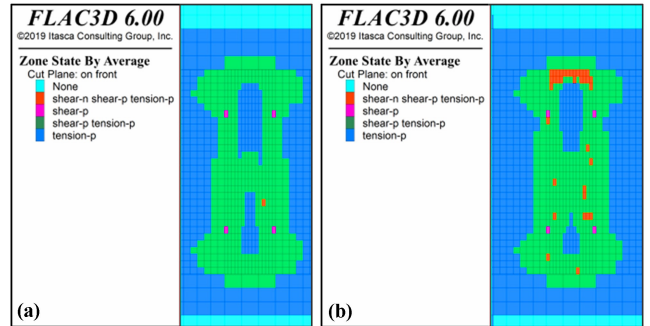 FLAC3D 6.00
©2019 Itasca Consulting Group, Inc.
Zone State By Average
Cut Plane: on front
None
shear-n shear-p tension-p
shear-p
shear-p tension-p
tension-p
(a)
FLAC3D 6.00
©2019 Itasca Consulting Group, Inc.
Zone State By Average
Cut Plane: on front
None
shear-n shear-p tension-p
shear-p
shear-p tension-p
tension-p
(b)